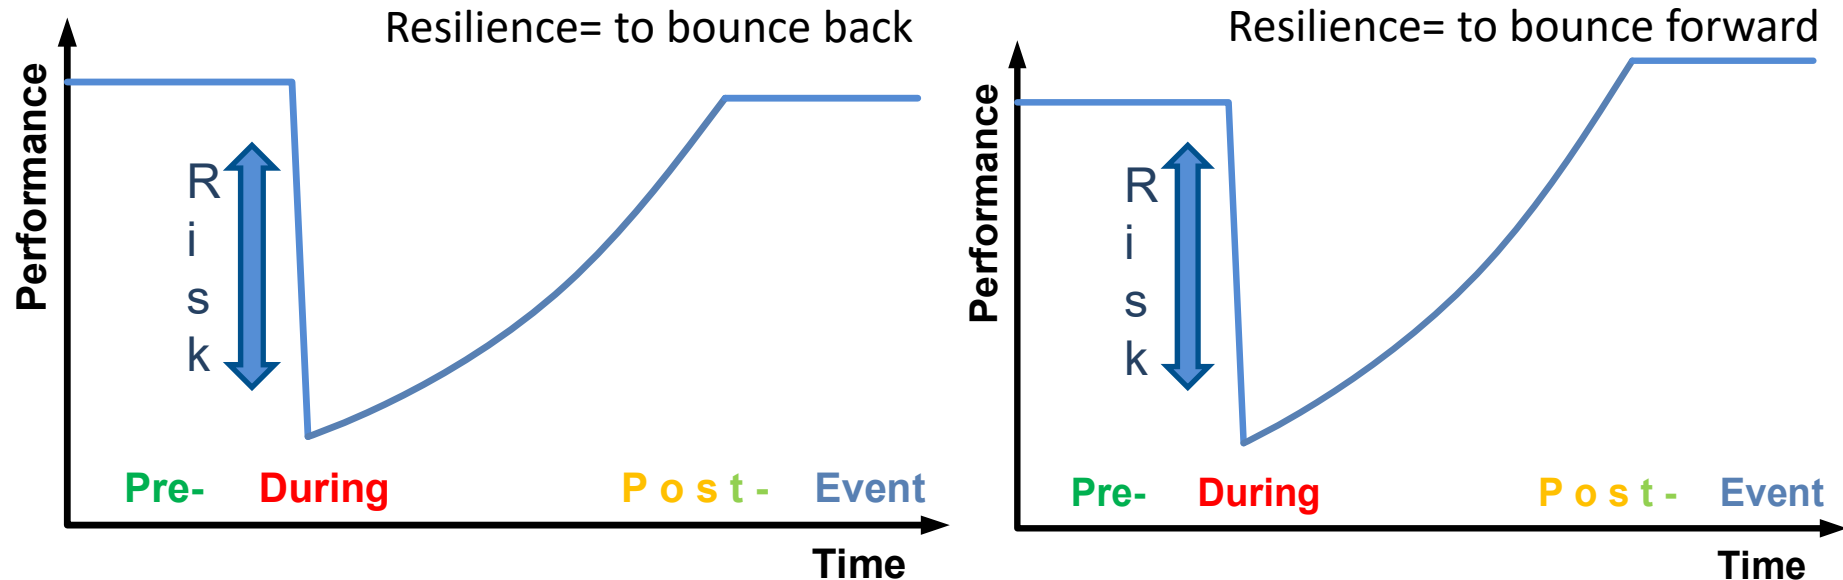 Resilience= to bounce back
Performance
R
i
s
k
Pre- During P o s t - Event
Time
Resilience= to bounce forward
Performance
R
i
s
k
Pre- During P o s t - Event
Time